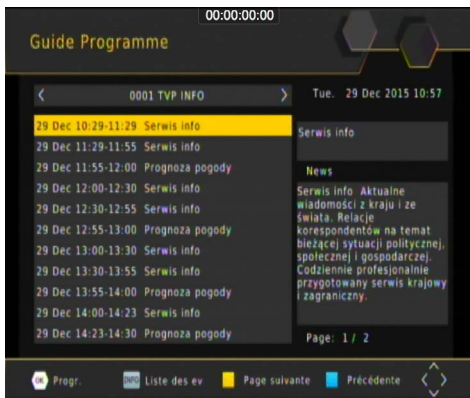 00:00:00:00
Guide Programme
0001 TVP INFO
Tue. 29 Dec 2015 10:57
29 Dec 10:29-11:29 Serwis info
29 Dec 11:29-11:55 Serwis info
29 Dec 11:55-12:00 Prognoza pogody
29 Dec 12:00-12:30 Serwis info
29 Dec 12:30-12:55 Serwis info
29 Dec 12:55-13:00 Prognoza pogody
29 Dec 13:00-13:30 Serwis info
29 Dec 13:30-13:55 Serwis info
29 Dec 13:55-14:00 Prognoza pogody
29 Dec 14:00-14:23 Serwis info
29 Dec 14:23-14:30 Prognoza pogody
Serwis info
News
Serwis info Aktualne
wiadomości z kraju i ze
świata. Relacje
korespondentów na temat
bieżącej sytuacji politycznej,
społecznej i gospodarczej.
Codziennie profesjonalnie
przygotowany serwis krajowy
i zagraniczny.
Page: 1 / 2
OK Progr. INFO Liste des ev Page suivante Précédente